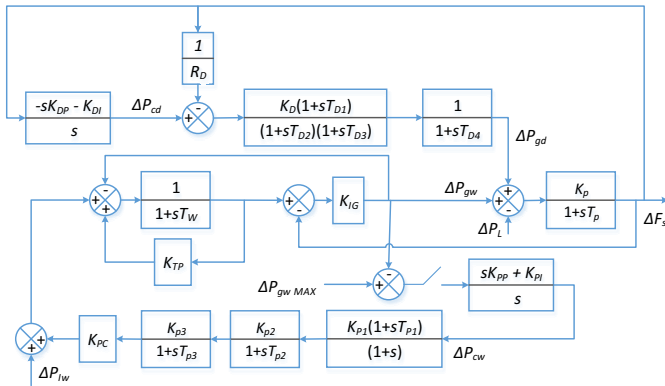 1
R_D
-sK_DP - K_DI
s
ΔP_cd
-
+
K_D(1+sT_D1)
(1+sT_D2)(1+sT_D3)
1
1+sT_D4
ΔP_gd
-
+
+
1
1+sT_W
K_TP
+
-
K_IG
ΔP_gw
+
+
-
ΔP_L
K_p
1+sT_p
ΔF_s
ΔP_gw MAX
+
-
sK_PP + K_PI
s
ΔP_cw
K_P1(1+sT_P1)
(1+s)
K_p2
1+sT_p2
K_p3
1+sT_p3
K_PC
+
+
ΔP_Iw